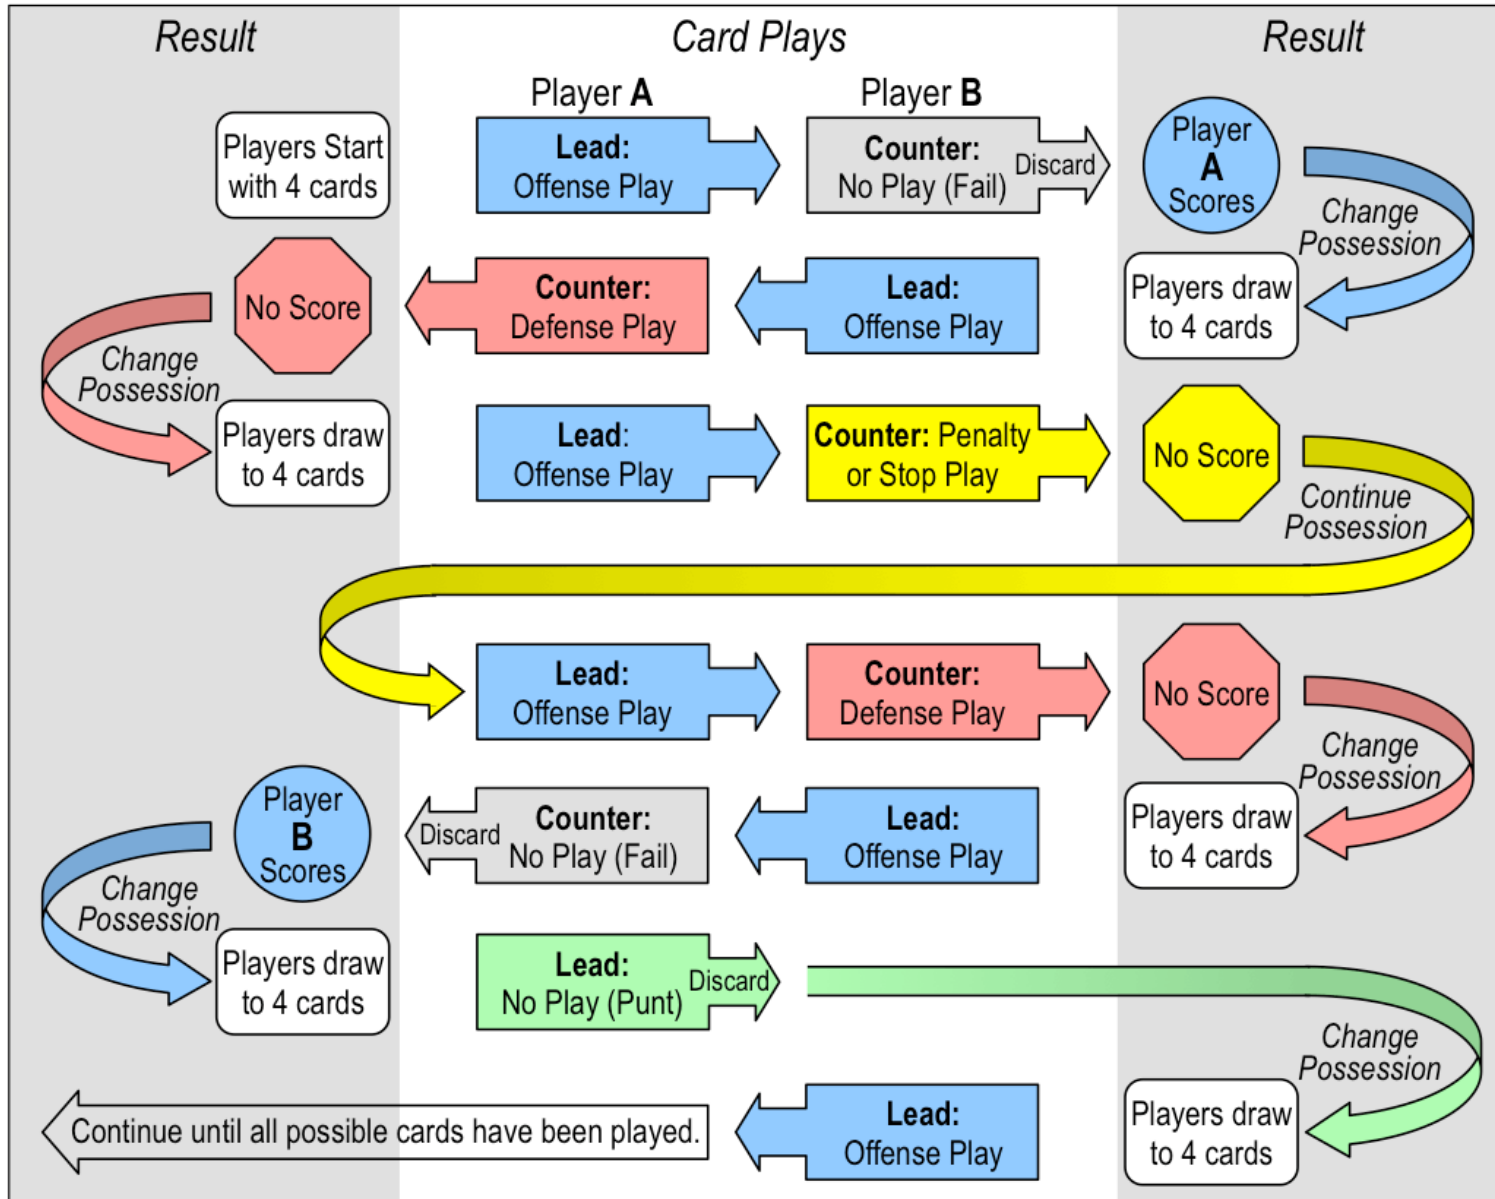 Result
Card Plays
Result
Player A
Player B
Players Start
with 4 cards
Lead:
Offense Play
Counter:
No Play (Fail)
Discard
Player
A
Scores
Change
Possession
No Score
Counter:
Defense Play
Lead:
Offense Play
Players draw
to 4 cards
Change
Possession
Players draw
to 4 cards
Lead:
Offense Play
Counter: Penalty
or Stop Play
No Score
Continue
Possession
Lead:
Offense Play
Counter:
Defense Play
No Score
Change
Possession
Player
B
Scores
Discard
Counter:
No Play (Fail)
Lead:
Offense Play
Players draw
to 4 cards
Change
Possession
Players draw
to 4 cards
Lead:
No Play (Punt)
Discard
Change
Possession
Continue until all possible cards have been played.
Lead:
Offense Play
Players draw
to 4 cards